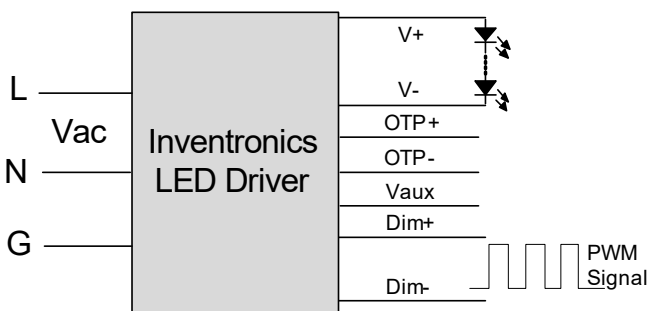 L
Vac
N
G
Inventronics
LED Driver
V+
V-
OTP+
OTP-
Vaux
Dim+
Dim-
PWM
Signal